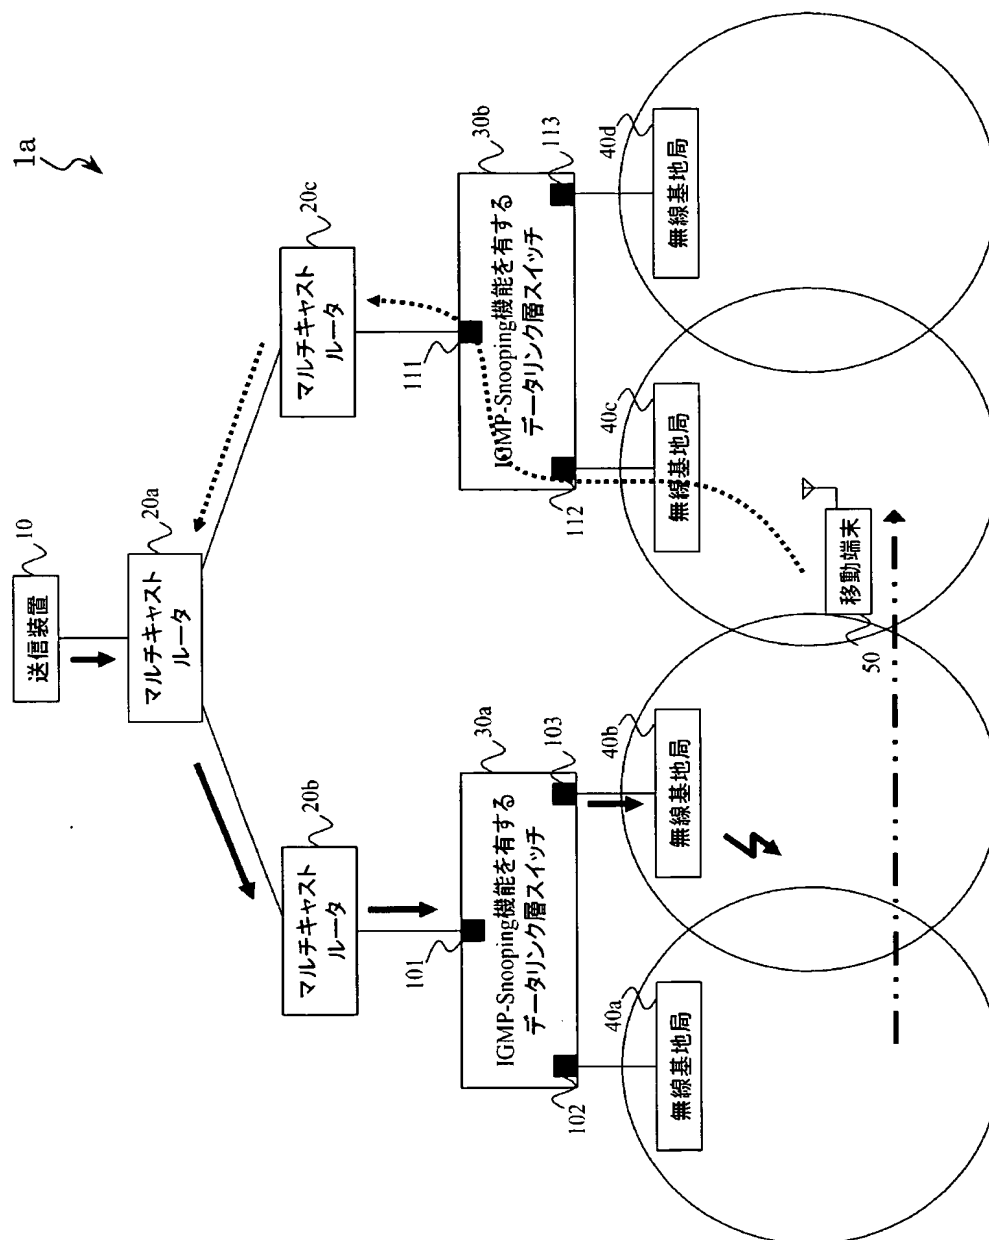 1a
10
送信装置
20a
マルチキャスト
ルータ
20b
マルチキャスト
ルータ
20c
マルチキャスト
ルータ
30a
101
IGMP-Snooping機能を有する
データリンク層スイッチ
102
103
30b
111
IGMP-Snooping機能を有する
データリンク層スイッチ
112
113
40a
無線基地局
40b
無線基地局
40c
無線基地局
40d
無線基地局
移動端末
50